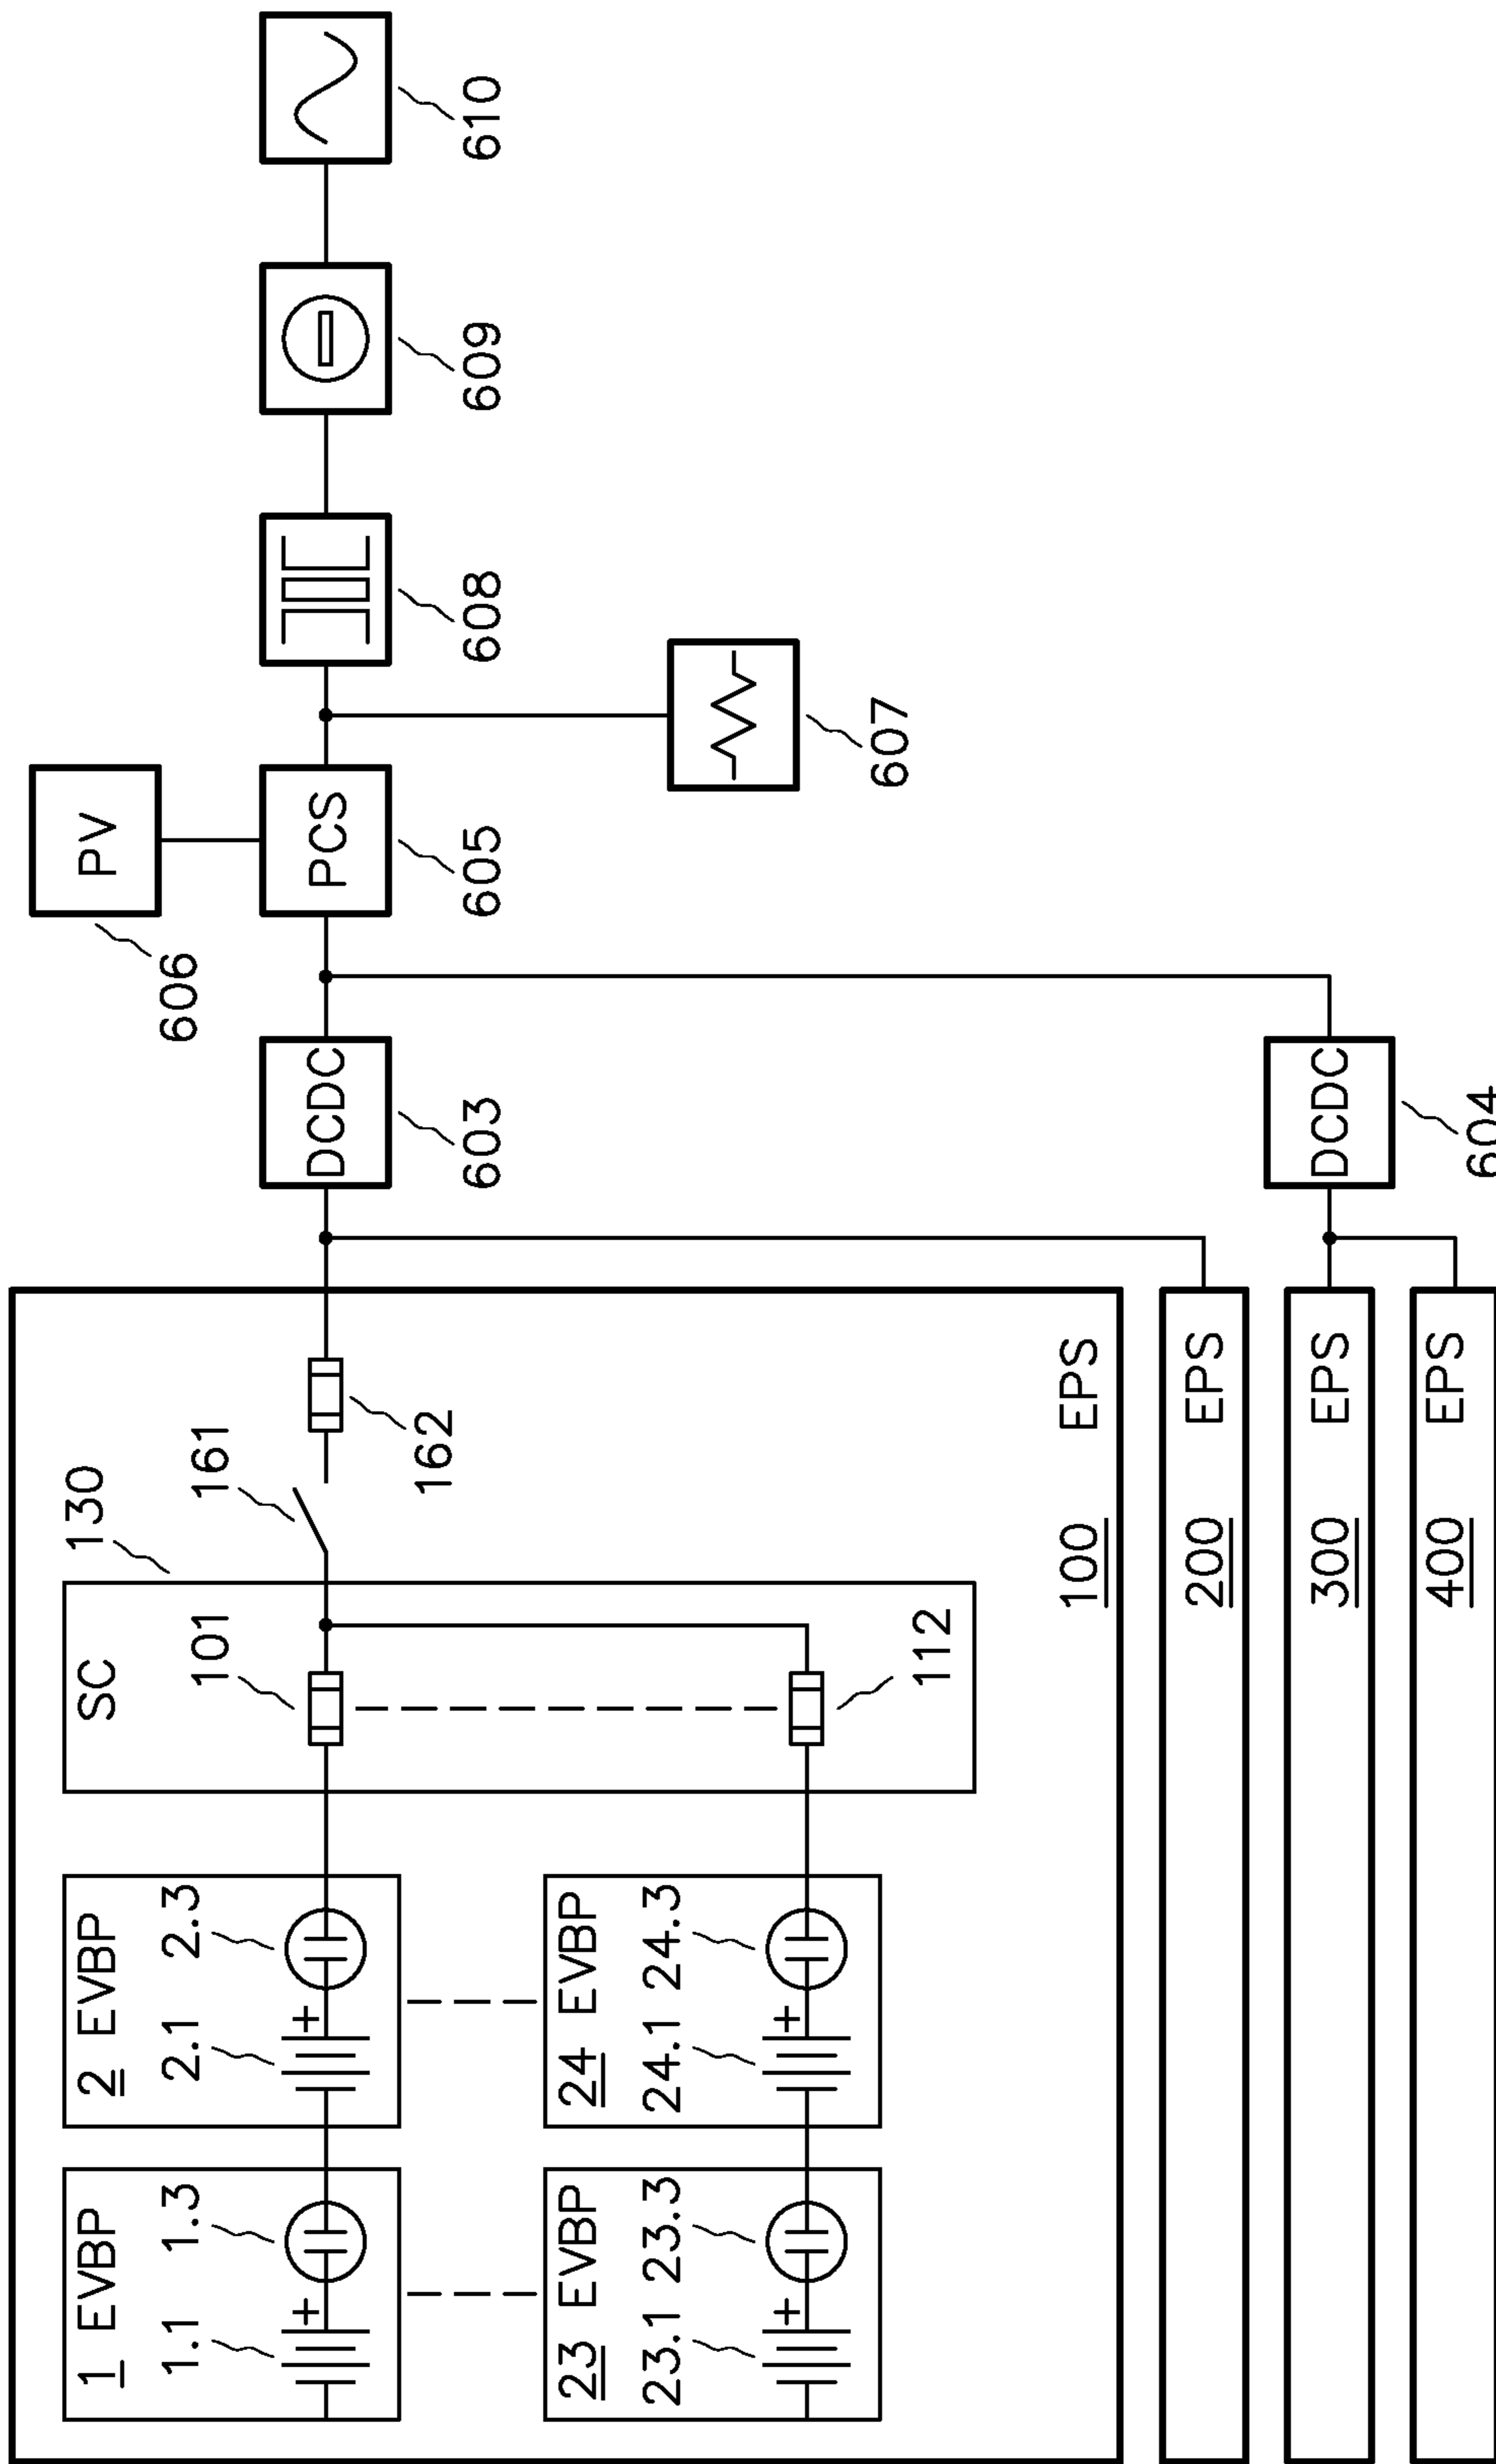 1 EVBP
2 EVBP
SC
130
PV
1.1
1.3
2.1
2.3
606
101
161
DCDC
PCS
162
603
605
608
609
610
23 EVBP
24 EVBP
23.1
23.3
24.1
24.3
607
112
100
EPS
200
EPS
300
EPS
DCDC
400
EPS
604